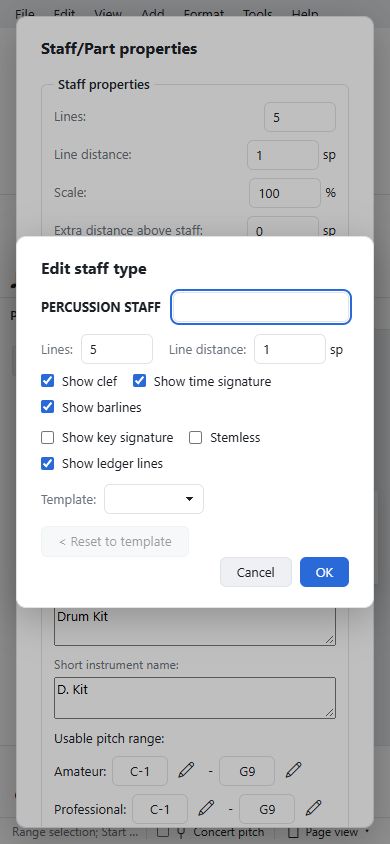 File Edit View Add Format Tools Help
Staff/Part properties
Staff properties
Lines: 5
Line distance: 1 sp
Scale: 100 %
Extra distance above staff: 0 sp
Edit staff type
PERCUSSION STAFF
Lines: 5 Line distance: 1 sp
Show clef Show time signature
Show barlines
Show key signature Stemless
Show ledger lines
Template:
< Reset to template
Cancel OK
Drum Kit
Short instrument name:
D. Kit
Usable pitch range:
Amateur: C-1 - G9
Professional: C-1 - G9
Range selection; Start ... Concert pitch Page view